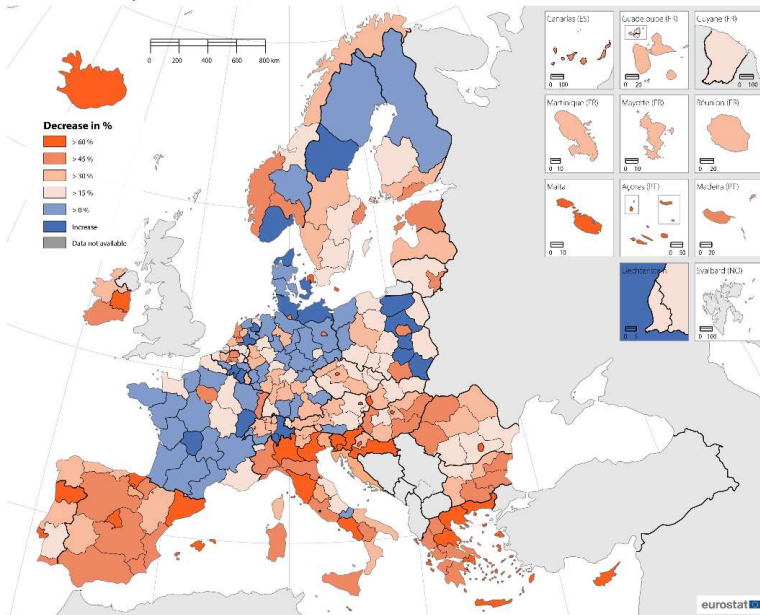 0 200 400 600 800 km
Decrease in %
> 60 %
> 45 %
> 30 %
> 15 %
> 0 %
Increase
Data not available
Canarias (ES)
0 100
Guadeloupe (FR)
0 20
Guyane (FR)
0 100
Martinique (FR)
0 10
Mayotte (FR)
0 10
Réunion (FR)
0 20
Malta
0 10
Açores (PT)
0 50
Madeira (PT)
0 20
Liechtenstein
0 5
Svalbard (NO)
0 100
eurostat